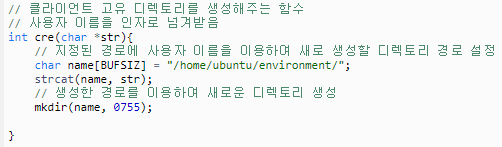 // 클라이언트 고유 디렉토리를 생성해주는 함수
// 사용자 이름을 인자로 넘겨받음
int cre(char *str){
// 지정된 경로에 사용자 이름을 이용하여 새로 생성할 디렉토리 경로 설정
char name[BUFSIZ] = "/home/ubuntu/environment/";
strcat(name, str);
// 생성한 경로를 이용하여 새로운 디렉토리 생성
mkdir(name, 0755);
}